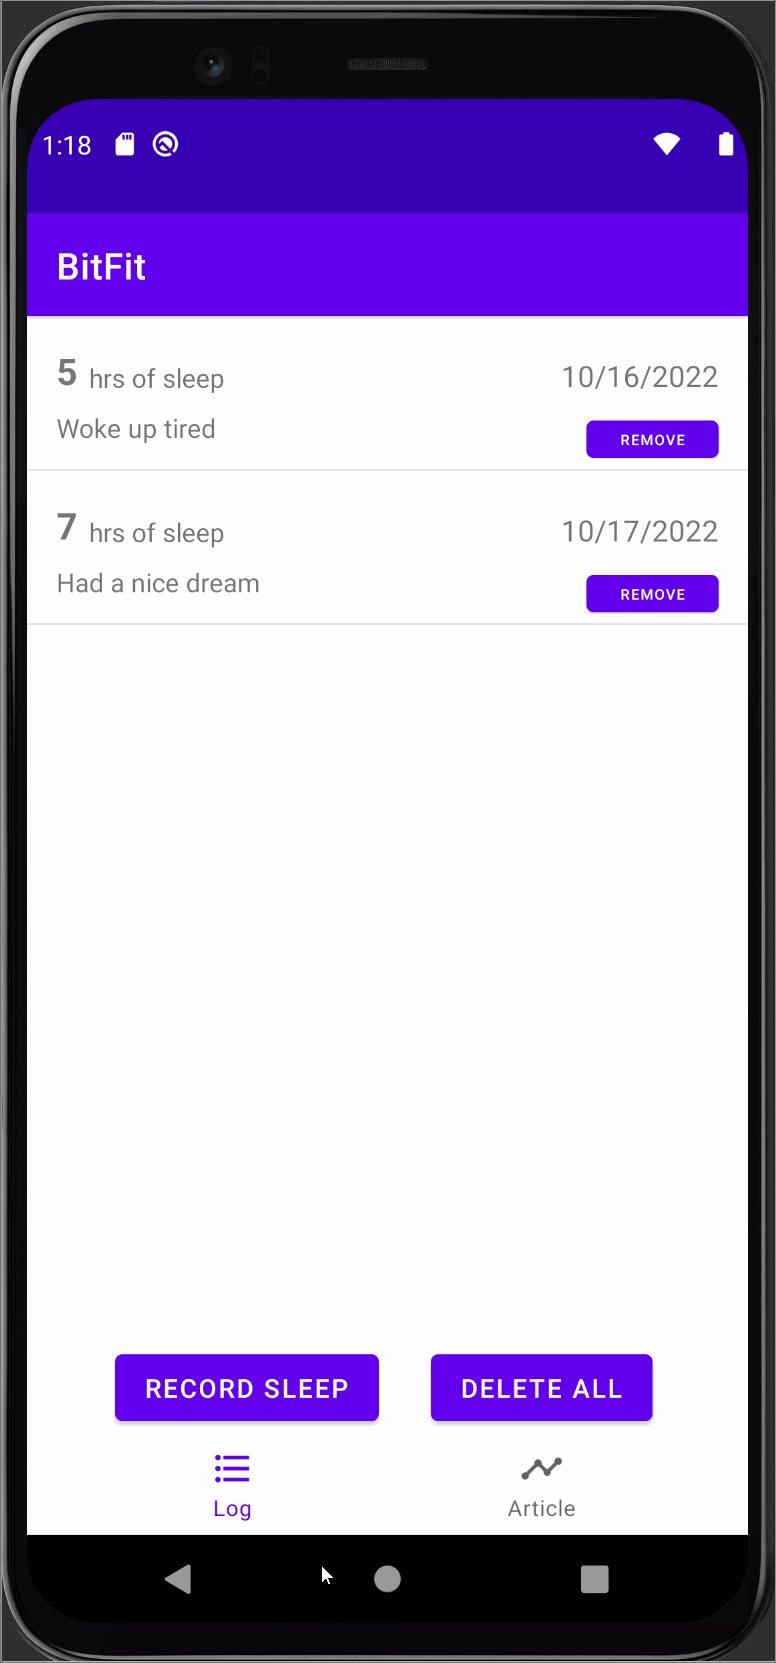 1:18
BitFit
5 hrs of sleep 10/16/2022
Woke up tired REMOVE
7 hrs of sleep 10/17/2022
Had a nice dream REMOVE
RECORD SLEEP DELETE ALL
Log Article